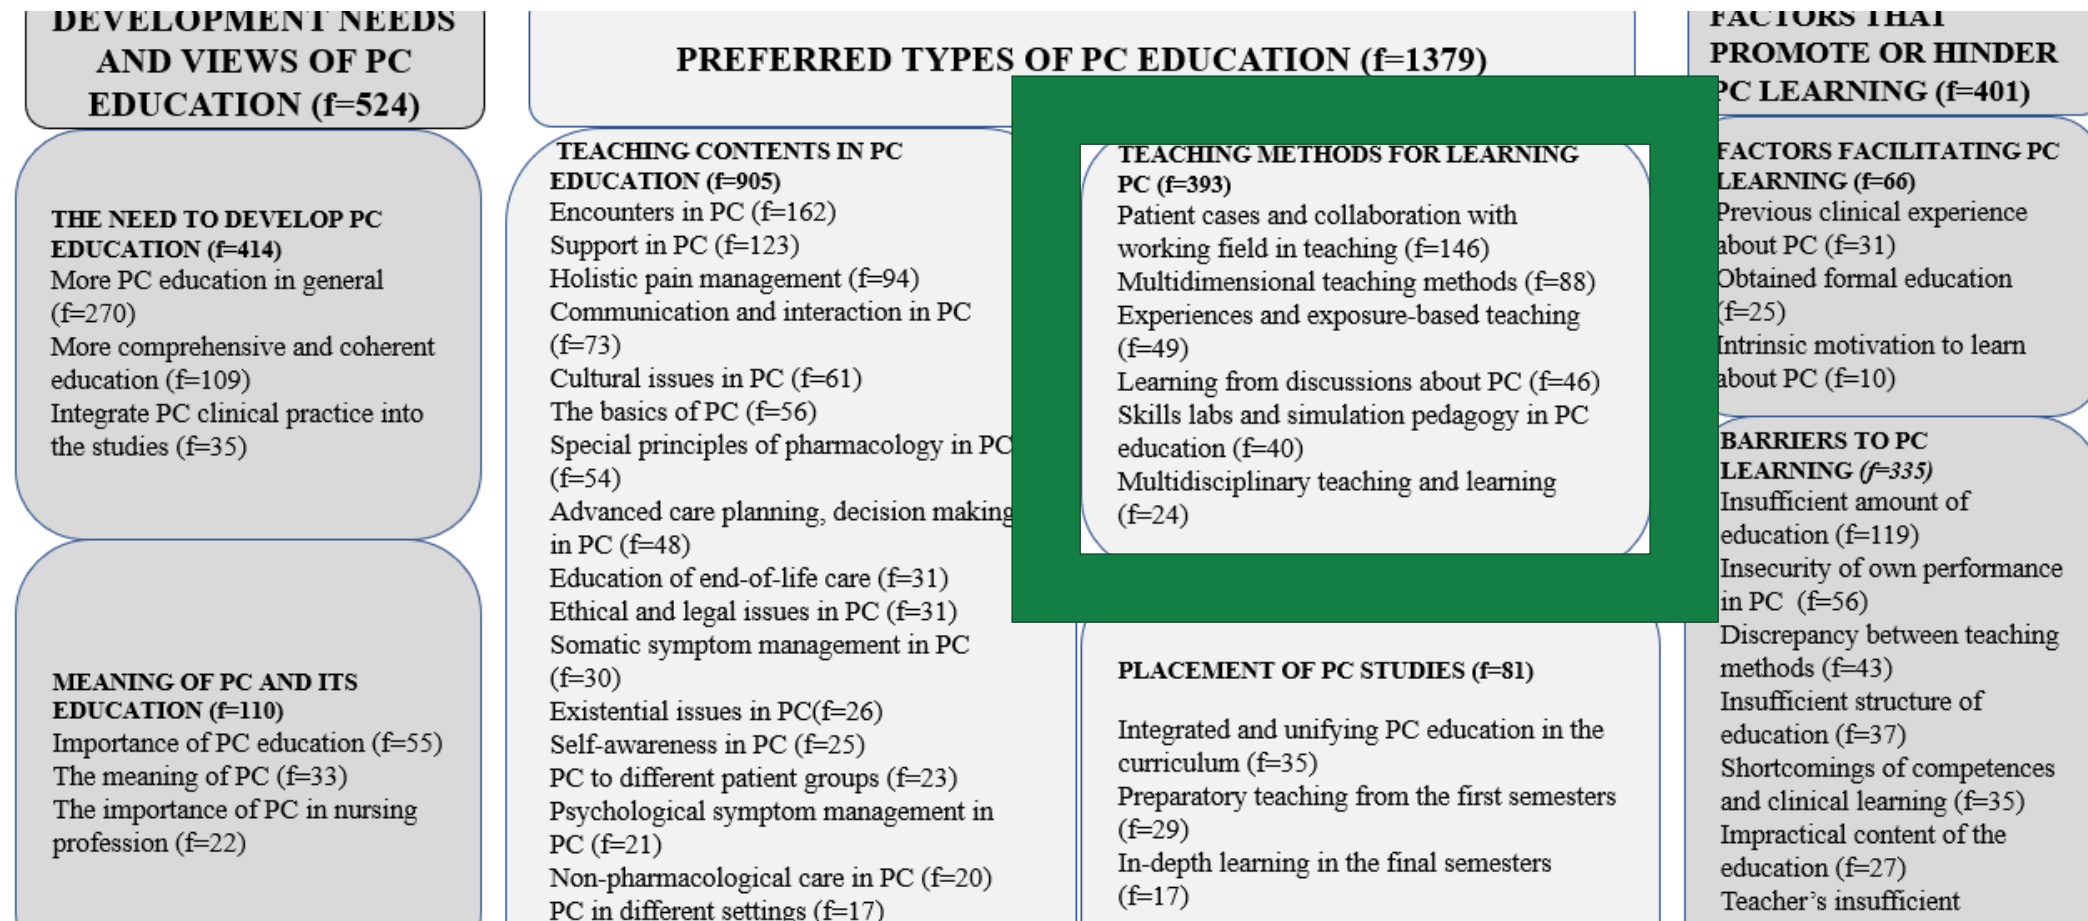 DEVELOPMENT NEEDS
AND VIEWS OF PC
EDUCATION (f=524)
THE NEED TO DEVELOP PC
EDUCATION (f=414)
More PC education in general
(f=270)
More comprehensive and coherent
education (f=109)
Integrate PC clinical practice into
the studies (f=35)
MEANING OF PC AND ITS
EDUCATION (f=110)
Importance of PC education (f=55)
The meaning of PC (f=33)
The importance of PC in nursing
profession (f=22)
PREFERRED TYPES OF PC EDUCATION (f=1379)
TEACHING CONTENTS IN PC
EDUCATION (f=905)
Encounters in PC (f=162)
Support in PC (f=123)
Holistic pain management (f=94)
Communication and interaction in PC
(f=73)
Cultural issues in PC (f=61)
The basics of PC (f=56)
Special principles of pharmacology in PC
(f=54)
Advanced care planning, decision making
in PC (f=48)
Education of end-of-life care (f=31)
Ethical and legal issues in PC (f=31)
Somatic symptom management in PC
(f=30)
Existential issues in PC(f=26)
Self-awareness in PC (f=25)
PC to different patient groups (f=23)
Psychological symptom management in
PC (f=21)
Non-pharmacological care in PC (f=20)
PC in different settings (f=17)
TEACHING METHODS FOR LEARNING
PC (f=393)
Patient cases and collaboration with
working field in teaching (f=146)
Multidimensional teaching methods (f=88)
Experiences and exposure-based teaching
(f=49)
Learning from discussions about PC (f=46)
Skills labs and simulation pedagogy in PC
education (f=40)
Multidisciplinary teaching and learning
(f=24)
PLACEMENT OF PC STUDIES (f=81)
Integrated and unifying PC education in the
curriculum (f=35)
Preparatory teaching from the first semesters
(f=29)
In-depth learning in the final semesters
(f=17)
FACTORS THAT
PROMOTE OR HINDER
PC LEARNING (f=401)
FACTORS FACILITATING PC
LEARNING (f=66)
Previous clinical experience
about PC (f=31)
Obtained formal education
(f=25)
Intrinsic motivation to learn
about PC (f=10)
BARRIERS TO PC
LEARNING (f=335)
Insufficient amount of
education (f=119)
Insecurity of own performance
in PC (f=56)
Discrepancy between teaching
methods (f=43)
Insufficient structure of
education (f=37)
Shortcomings of competences
and clinical learning (f=35)
Impractical content of the
education (f=27)
Teacher's insufficient